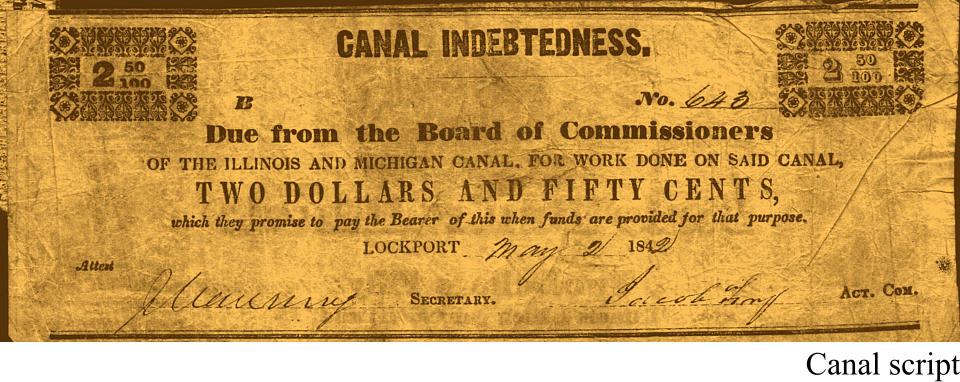 CANAL INDEBTEDNESS.
2 50/100
2 50/100
B
No. 643
Due from the Board of Commissioners
OF THE ILLINOIS AND MICHIGAN CANAL, FOR WORK DONE ON SAID CANAL,
TWO DOLLARS AND FIFTY CENTS,
which they promise to pay the Bearer of this when funds are provided for that purpose.
LOCKPORT May 2 1842
Attest
SECRETARY.
Jacob ACT. COM.
Canal script